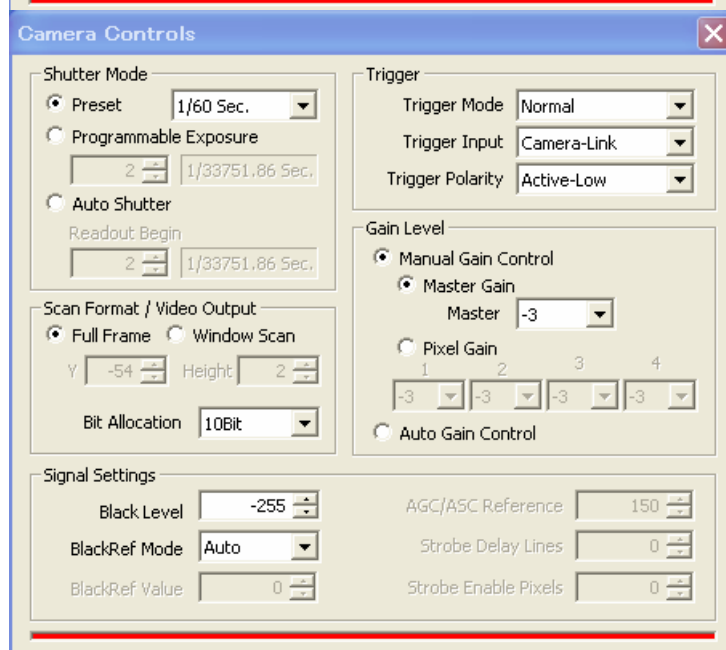 Camera Controls
Shutter Mode
Preset 1/60 Sec.
Programmable Exposure
2 1/33751.86 Sec.
Auto Shutter
Readout Begin
2 1/33751.86 Sec.
Scan Format / Video Output
Full Frame Window Scan
Y -54 Height 2
Bit Allocation 10Bit
Trigger
Trigger Mode Normal
Trigger Input Camera-Link
Trigger Polarity Active-Low
Gain Level
Manual Gain Control
Master Gain
Master -3
Pixel Gain
1 2 3 4
-3 -3 -3 -3
Auto Gain Control
Signal Settings
Black Level -255
BlackRef Mode Auto
BlackRef Value 0
AGC/ASC Reference 150
Strobe Delay Lines 0
Strobe Enable Pixels 0